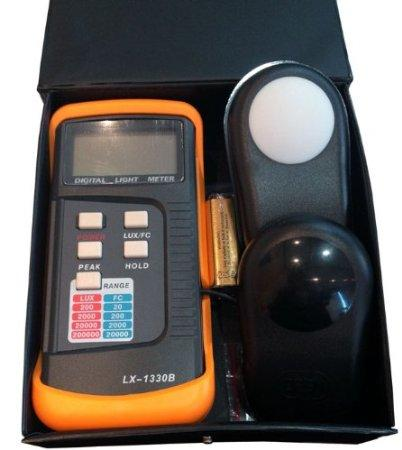 DIGITAL LIGHT METER
POWER LUX/FC
PEAK HOLD
RANGE
LUX FC
200 20
2000 200
20000 2000
200000 20000
LX-1330B